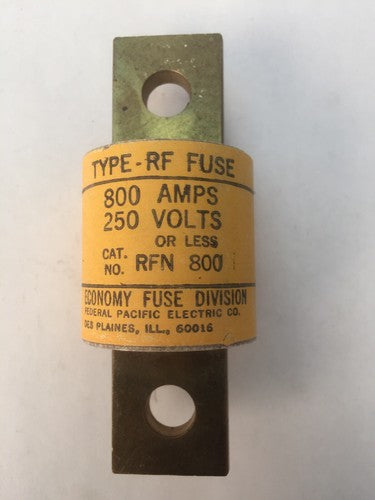 TYPE-RF FUSE
800 AMPS
250 VOLTS
OR LESS
CAT. NO. RFN 800
ECONOMY FUSE DIVISION
FEDERAL PACIFIC ELECTRIC CO.
DES PLAINES, ILL., 60016